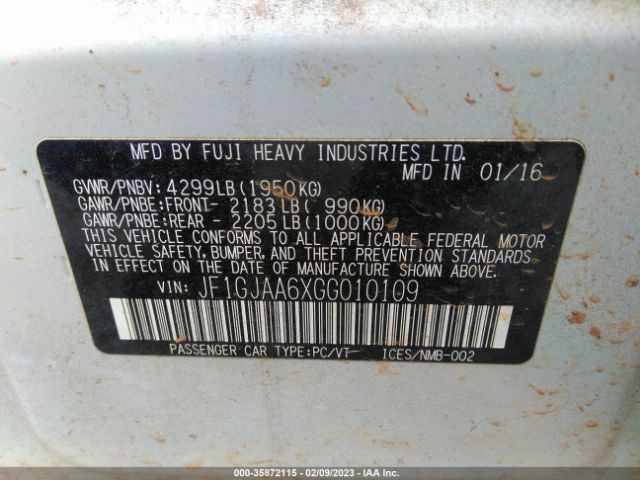 MFD BY FUJI HEAVY INDUSTRIES LTD.
MFD IN 01/16
GVWR/PNBV: 4299LB(1950KG)
GAWR/PNBE:FRONT- 2183LB( 990KG)
GAWR/PNBE:REAR - 2205LB(1000KG)
THIS VEHICLE CONFORMS TO ALL APPLICABLE FEDERAL MOTOR
VEHICLE SAFETY, BUMPER, AND THEFT PREVENTION STANDARDS
IN EFFECT ON THE DATE OF MANUFACTURE SHOWN ABOVE.
VIN: JF1GJAA6XGG010109
PASSENGER CAR TYPE:PC/VT ICES/NMB-002
000-35872115 - 02/09/2023 - IAA Inc.